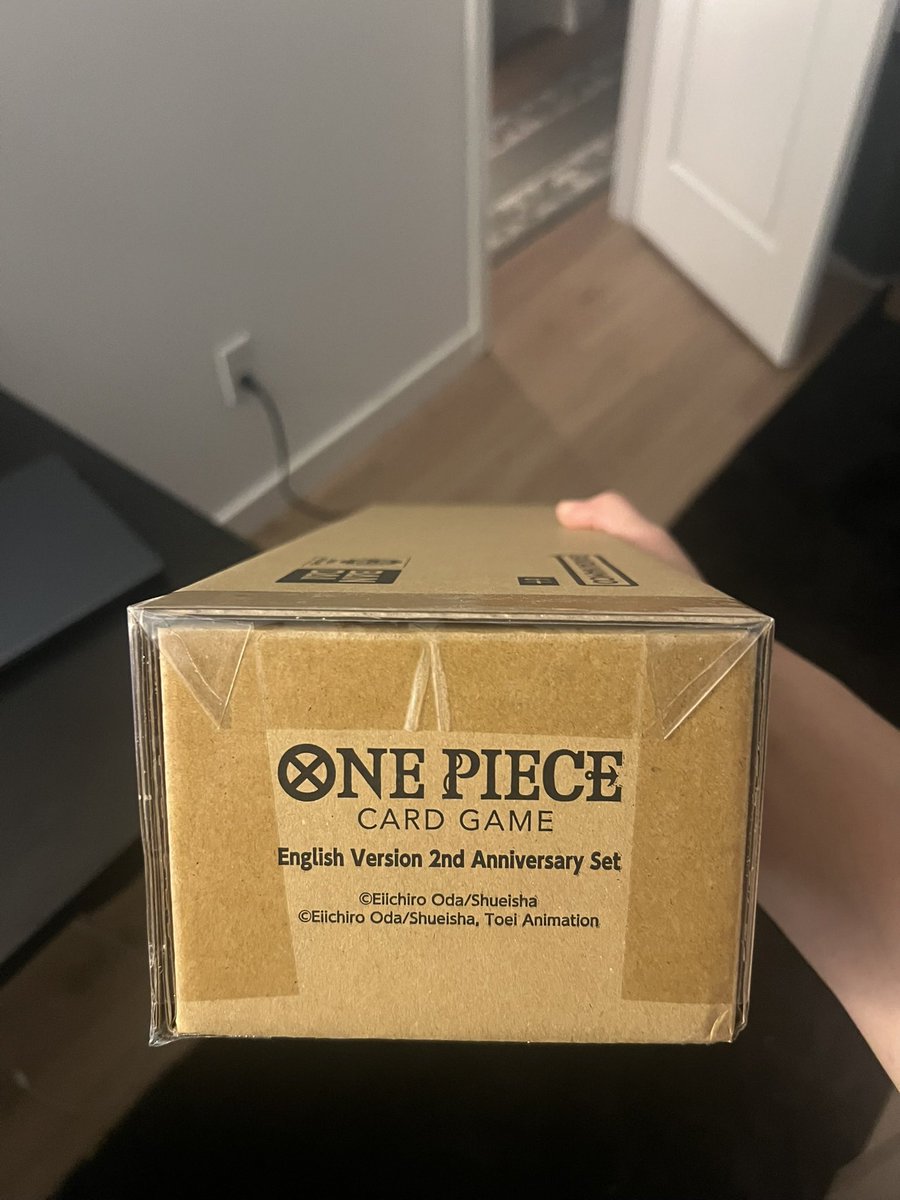 ONE PIECE
CARD GAME
English Version 2nd Anniversary Set
©Eiichiro Oda/Shueisha
©Eiichiro Oda/Shueisha, Toei Animation